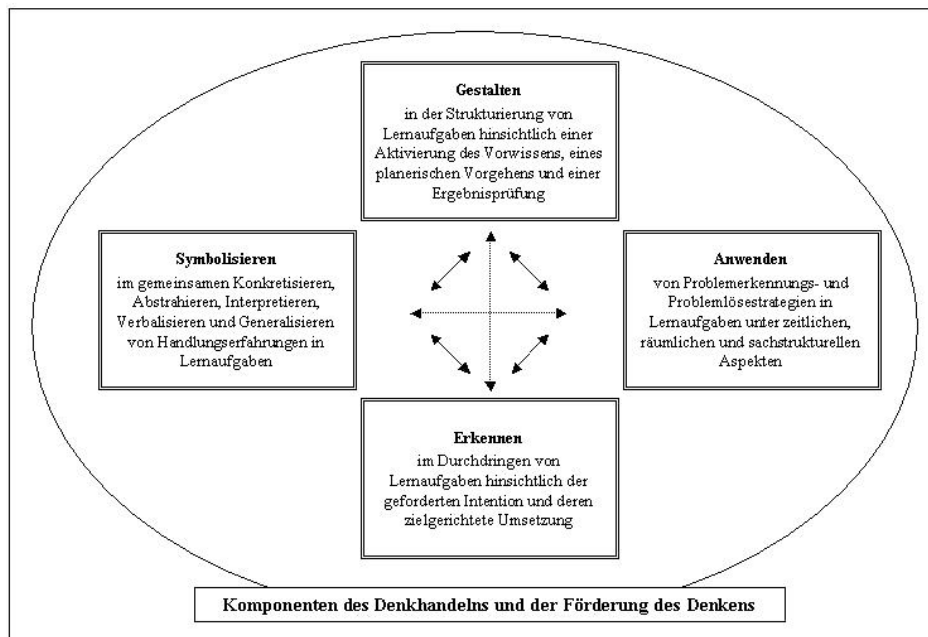 Gestalten
in der Strukturierung von
Lernaufgaben hinsichtlich einer
Aktivierung des Vorwissens, eines
planerischen Vorgehens und einer
Ergebnisprüfung
Symbolisieren
im gemeinsamen Konkretisieren,
Abstrahieren, Interpretieren,
Verbalisieren und Generalisieren
von Handlungserfahrungen in
Lernaufgaben
Anwenden
von Problemerkennungs- und
Problemlösestrategien in
Lernaufgaben unter zeitlichen,
räumlichen und sachstrukturellen
Aspekten
Erkennen
im Durchdringen von
Lernaufgaben hinsichtlich der
geforderten Intention und deren
zielgerichtete Umsetzung
Komponenten des Denkhandelns und der Förderung des Denkens